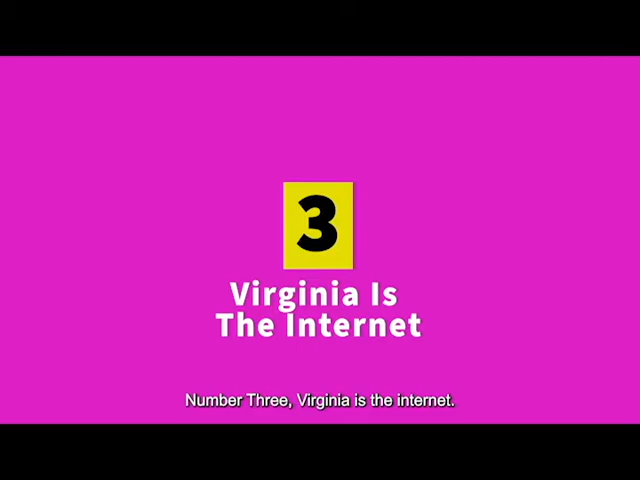 3
Virginia Is
The Internet
Number Three, Virginia is the internet.